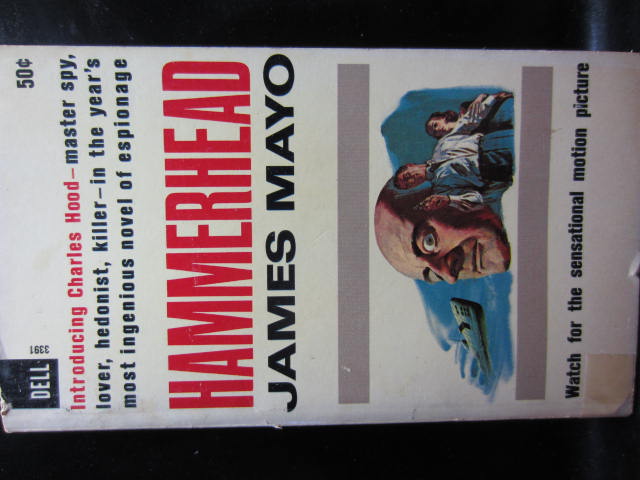 DELL
3391
50¢
Introducing Charles Hood—master spy,
lover, hedonist, killer—in the year's
most ingenious novel of espionage
HAMMERHEAD
JAMES MAYO
Watch for the sensational motion picture